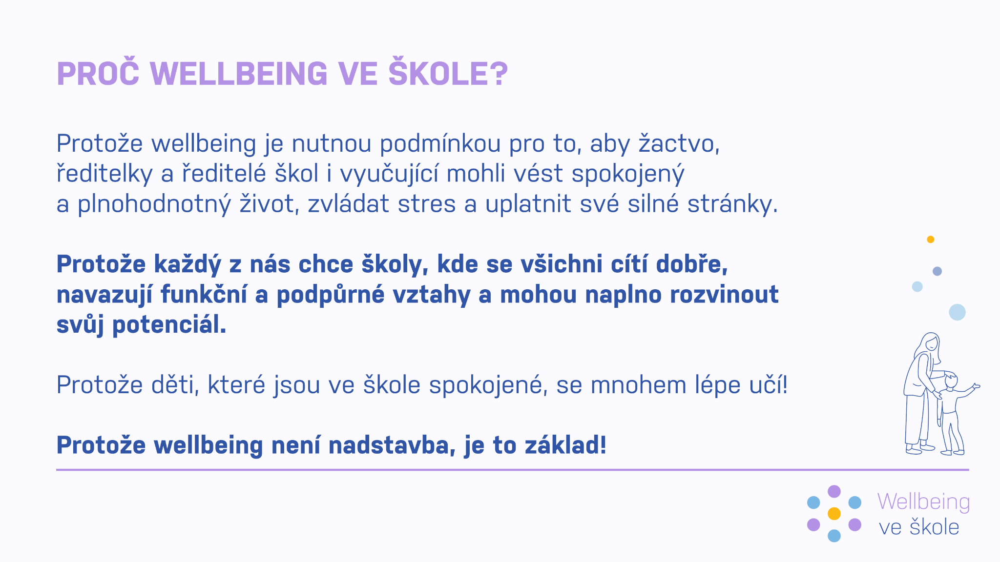 PROČ WELLBEING VE ŠKOLE?
Protože wellbeing je nutnou podmínkou pro to, aby žactvo,
ředitelky a ředitelé škol i vyučující mohli vést spokojený
a plnohodnotný život, zvládat stres a uplatnit své silné stránky.
Protože každý z nás chce školy, kde se všichni cítí dobře,
navazují funkční a podpůrné vztahy a mohou naplno rozvinout
svůj potenciál.
Protože děti, které jsou ve škole spokojené, se mnohem lépe učí!
Protože wellbeing není nadstavba, je to základ!
Wellbeing
ve škole